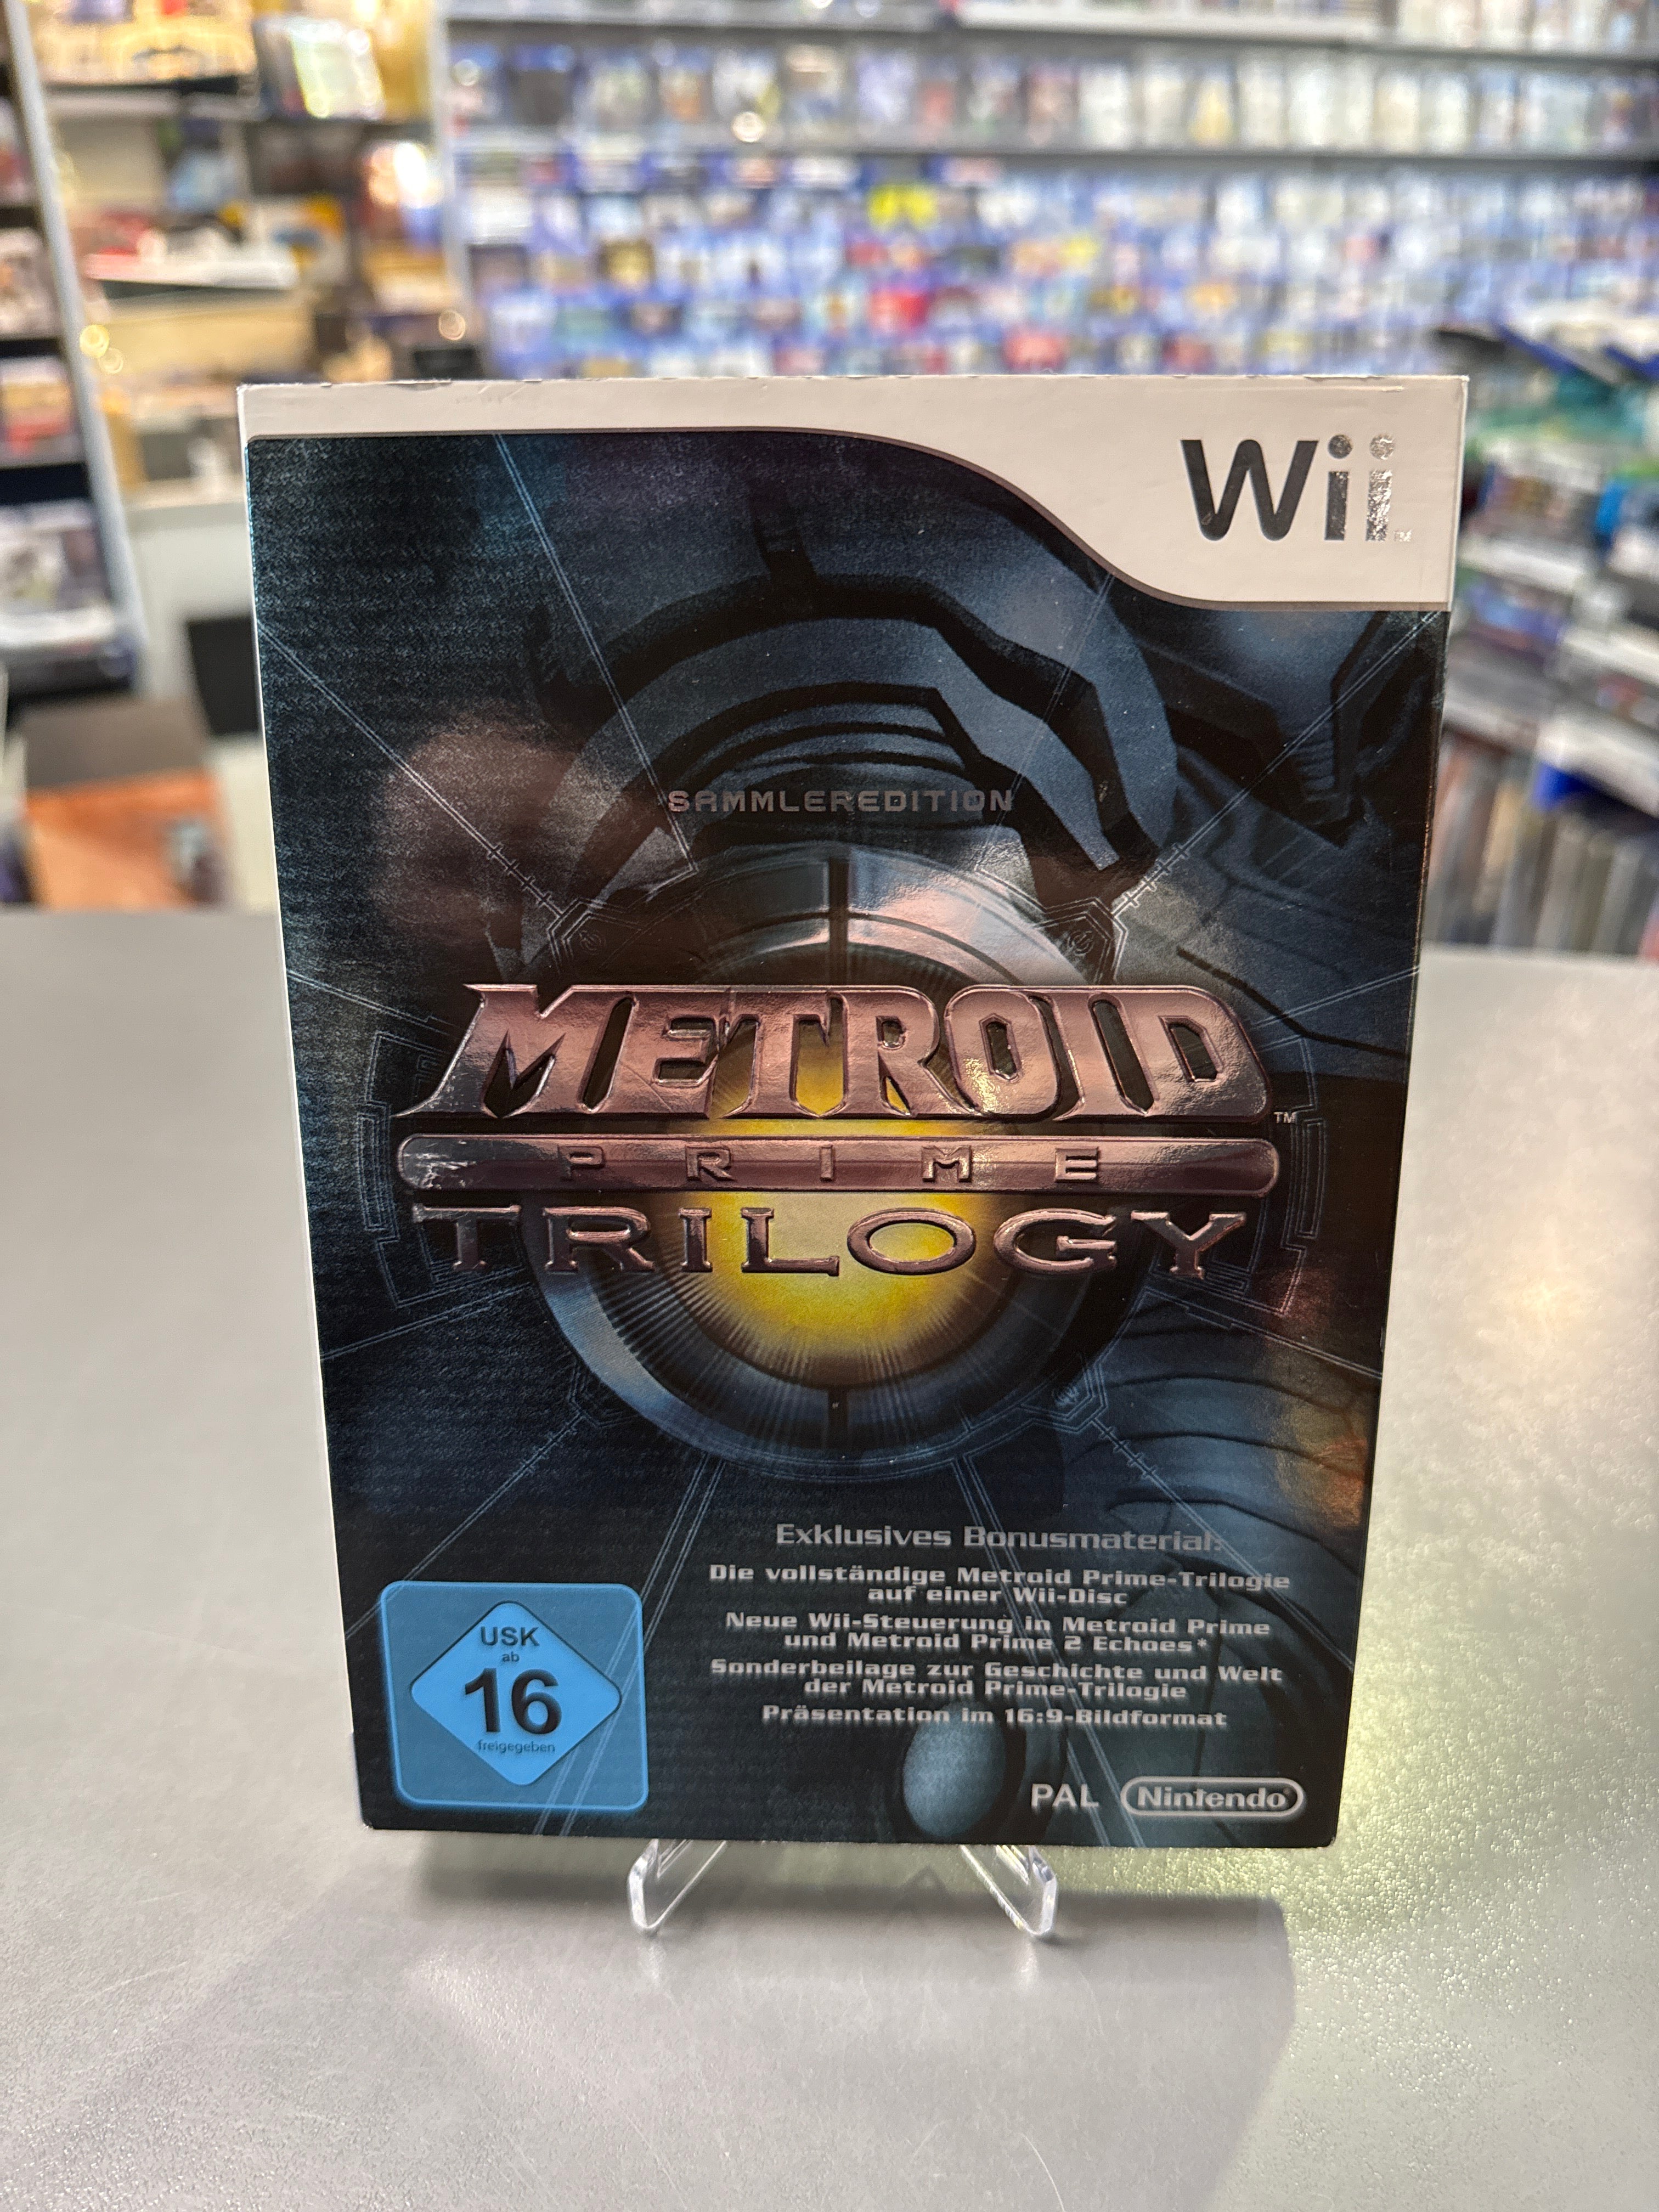 Wii™
SAMMLEREDITION
METROID™
PRIME
TRILOGY
Exklusives Bonusmaterial:
Die vollständige Metroid Prime-Trilogie
auf einer Wii-Disc
Neue Wii-Steuerung in Metroid Prime
und Metroid Prime 2 Echoes*
Sonderbeilage zur Geschichte und Welt
der Metroid Prime-Trilogie
Präsentation im 16:9-Bildformat
USK
ab
16
freigegeben
PAL
Nintendo®